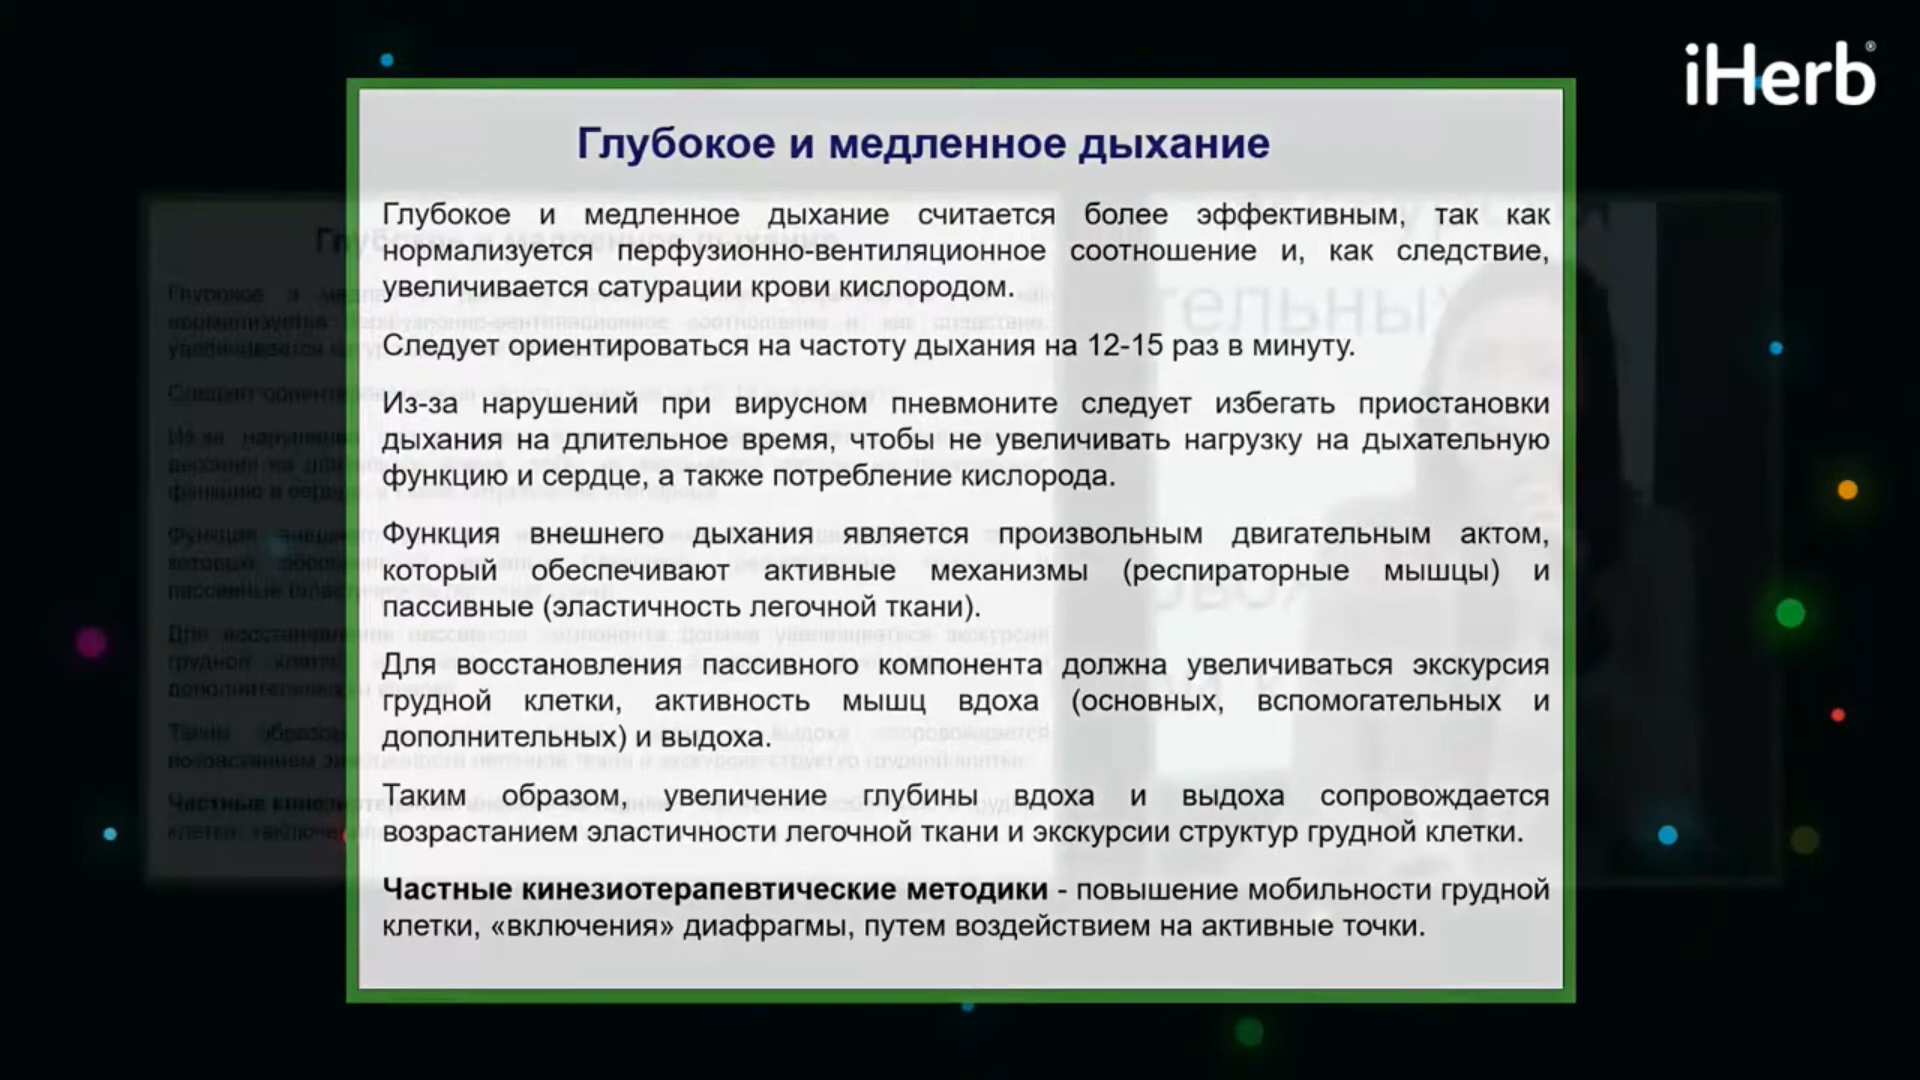 iHerb®
Глубокое и медленное дыхание
Глубокое и медленное дыхание считается более эффективным, так как
нормализуется перфузионно-вентиляционное соотношение и, как следствие,
увеличивается сатурации крови кислородом.
Следует ориентироваться на частоту дыхания на 12-15 раз в минуту.
Из-за нарушений при вирусном пневмоните следует избегать приостановки
дыхания на длительное время, чтобы не увеличивать нагрузку на дыхательную
функцию и сердце, а также потребление кислорода.
Функция внешнего дыхания является произвольным двигательным актом,
который обеспечивают активные механизмы (респираторные мышцы) и
пассивные (эластичность легочной ткани).
Для восстановления пассивного компонента должна увеличиваться экскурсия
грудной клетки, активность мышц вдоха (основных, вспомогательных и
дополнительных) и выдоха.
Таким образом, увеличение глубины вдоха и выдоха сопровождается
возрастанием эластичности легочной ткани и экскурсии структур грудной клетки.
Частные кинезиотерапевтические методики - повышение мобильности грудной
клетки, «включения» диафрагмы, путем воздействием на активные точки.